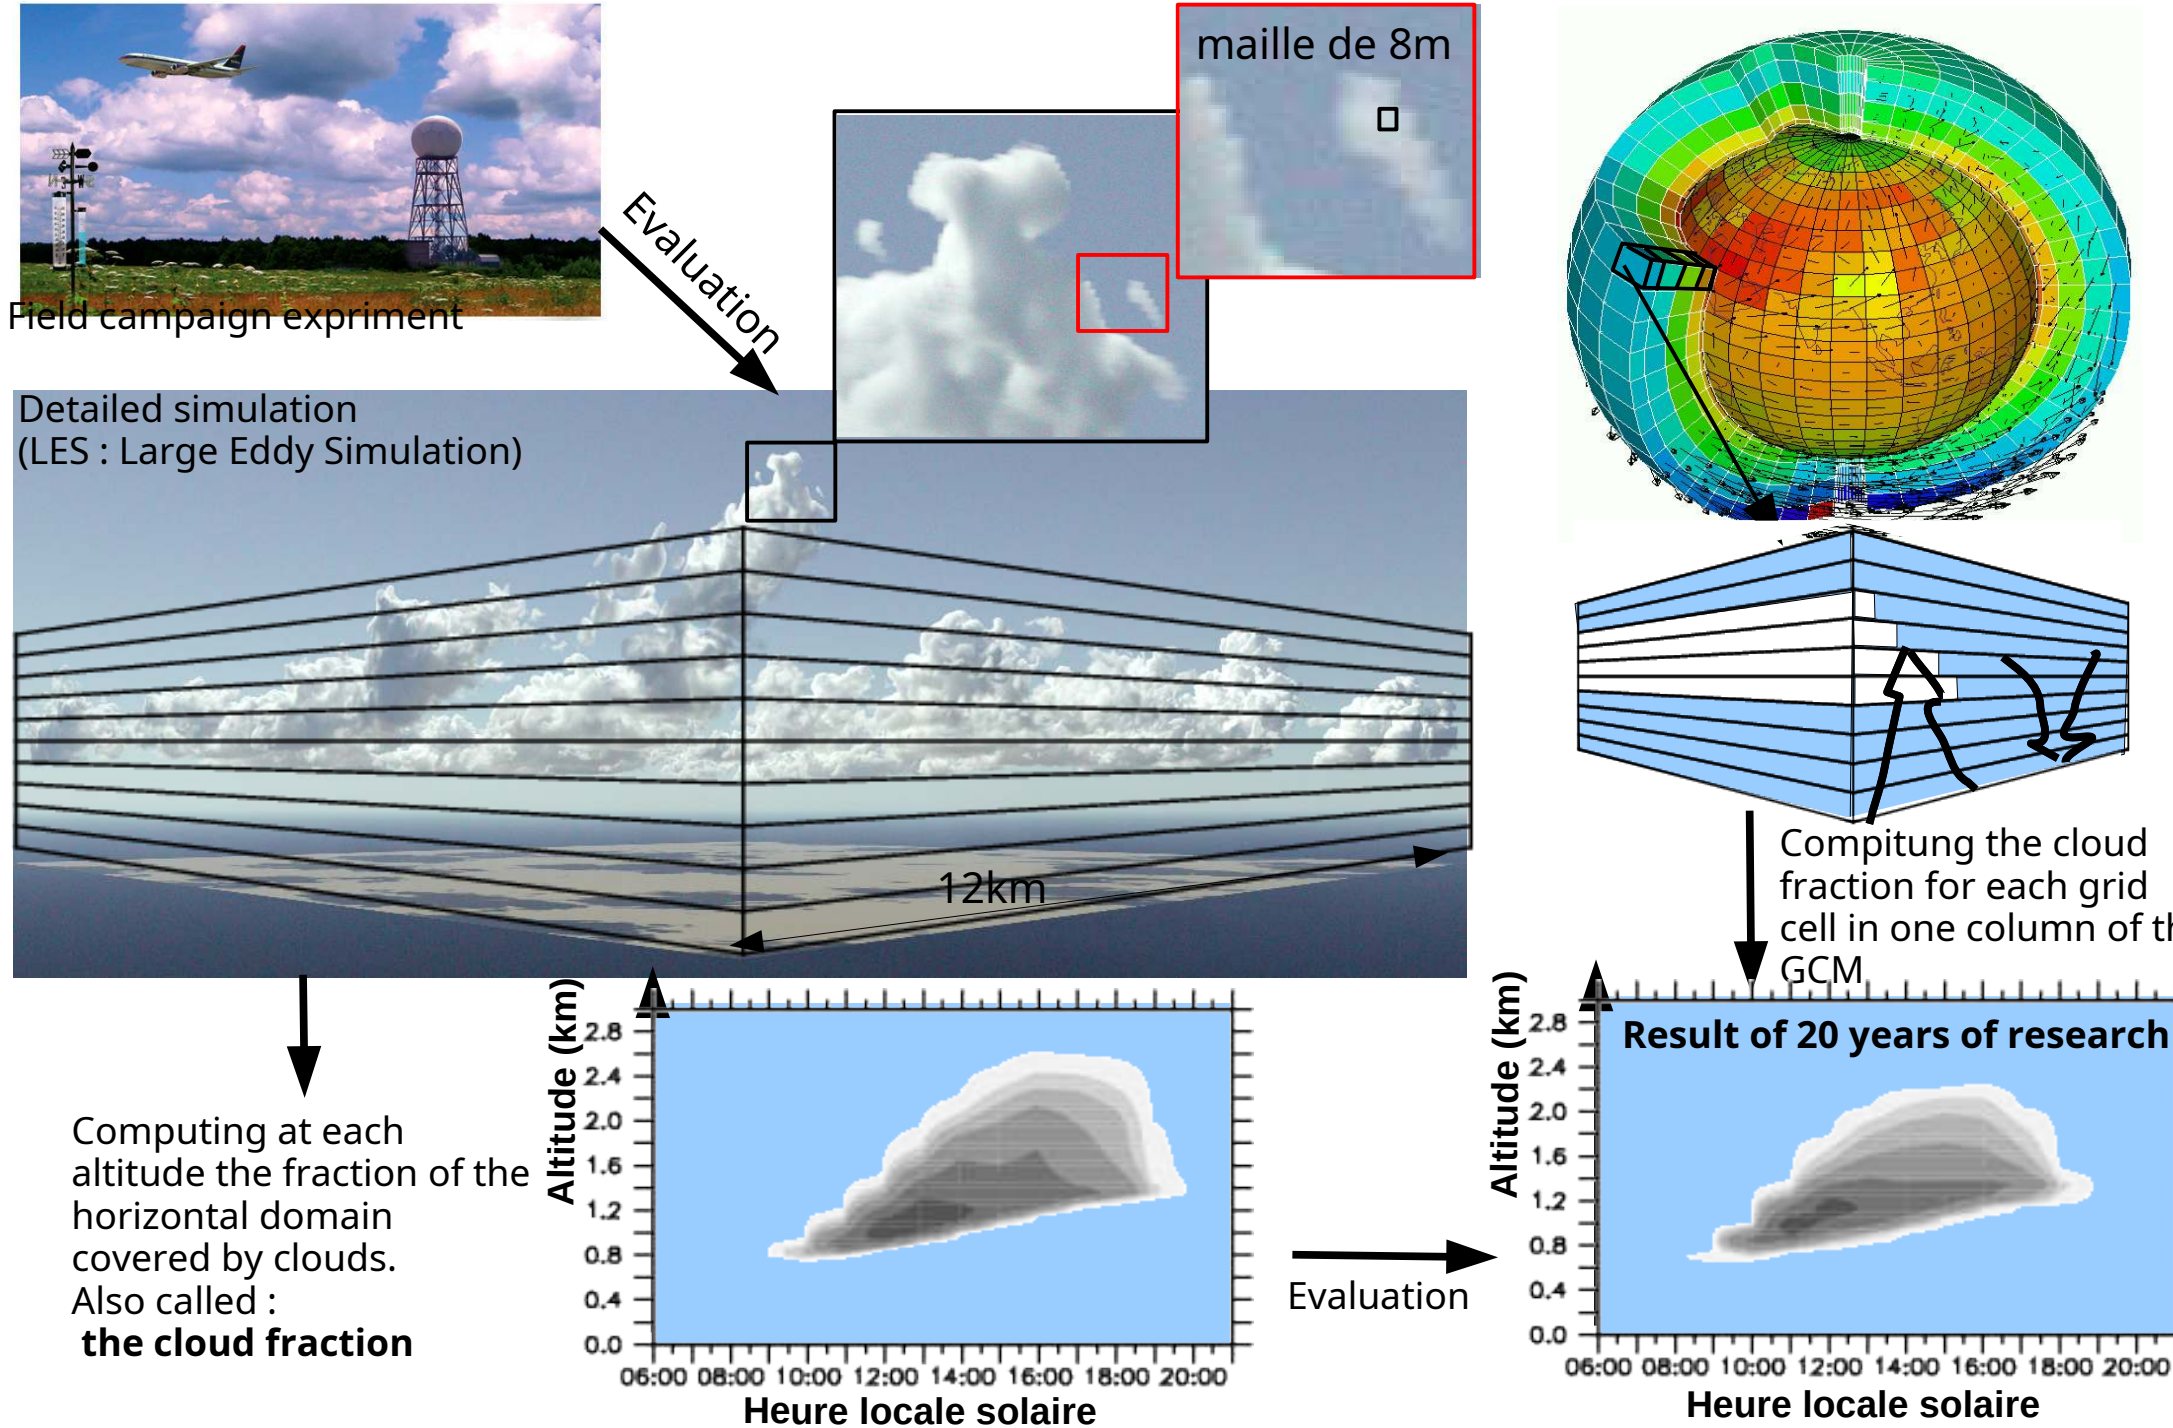 maille de 8m
Evaluation
Field campaign expriment
Detailed simulation
(LES : Large Eddy Simulation)
12km
Compitung the cloud
fraction for each grid
cell in one column of th
GCM
Computing at each
altitude the fraction of the
horizontal domain
covered by clouds.
Also called :
the cloud fraction
Altitude (km)
2.8
2.4
2.0
1.6
1.2
0.8
0.4
0.0
06:00 08:00 10:00 12:00 14:00 16:00 18:00 20:00
Heure locale solaire
Evaluation
Result of 20 years of research
Altitude (km)
2.8
2.4
2.0
1.6
1.2
0.8
0.4
0.0
06:00 08:00 10:00 12:00 14:00 16:00 18:00 20:00
Heure locale solaire